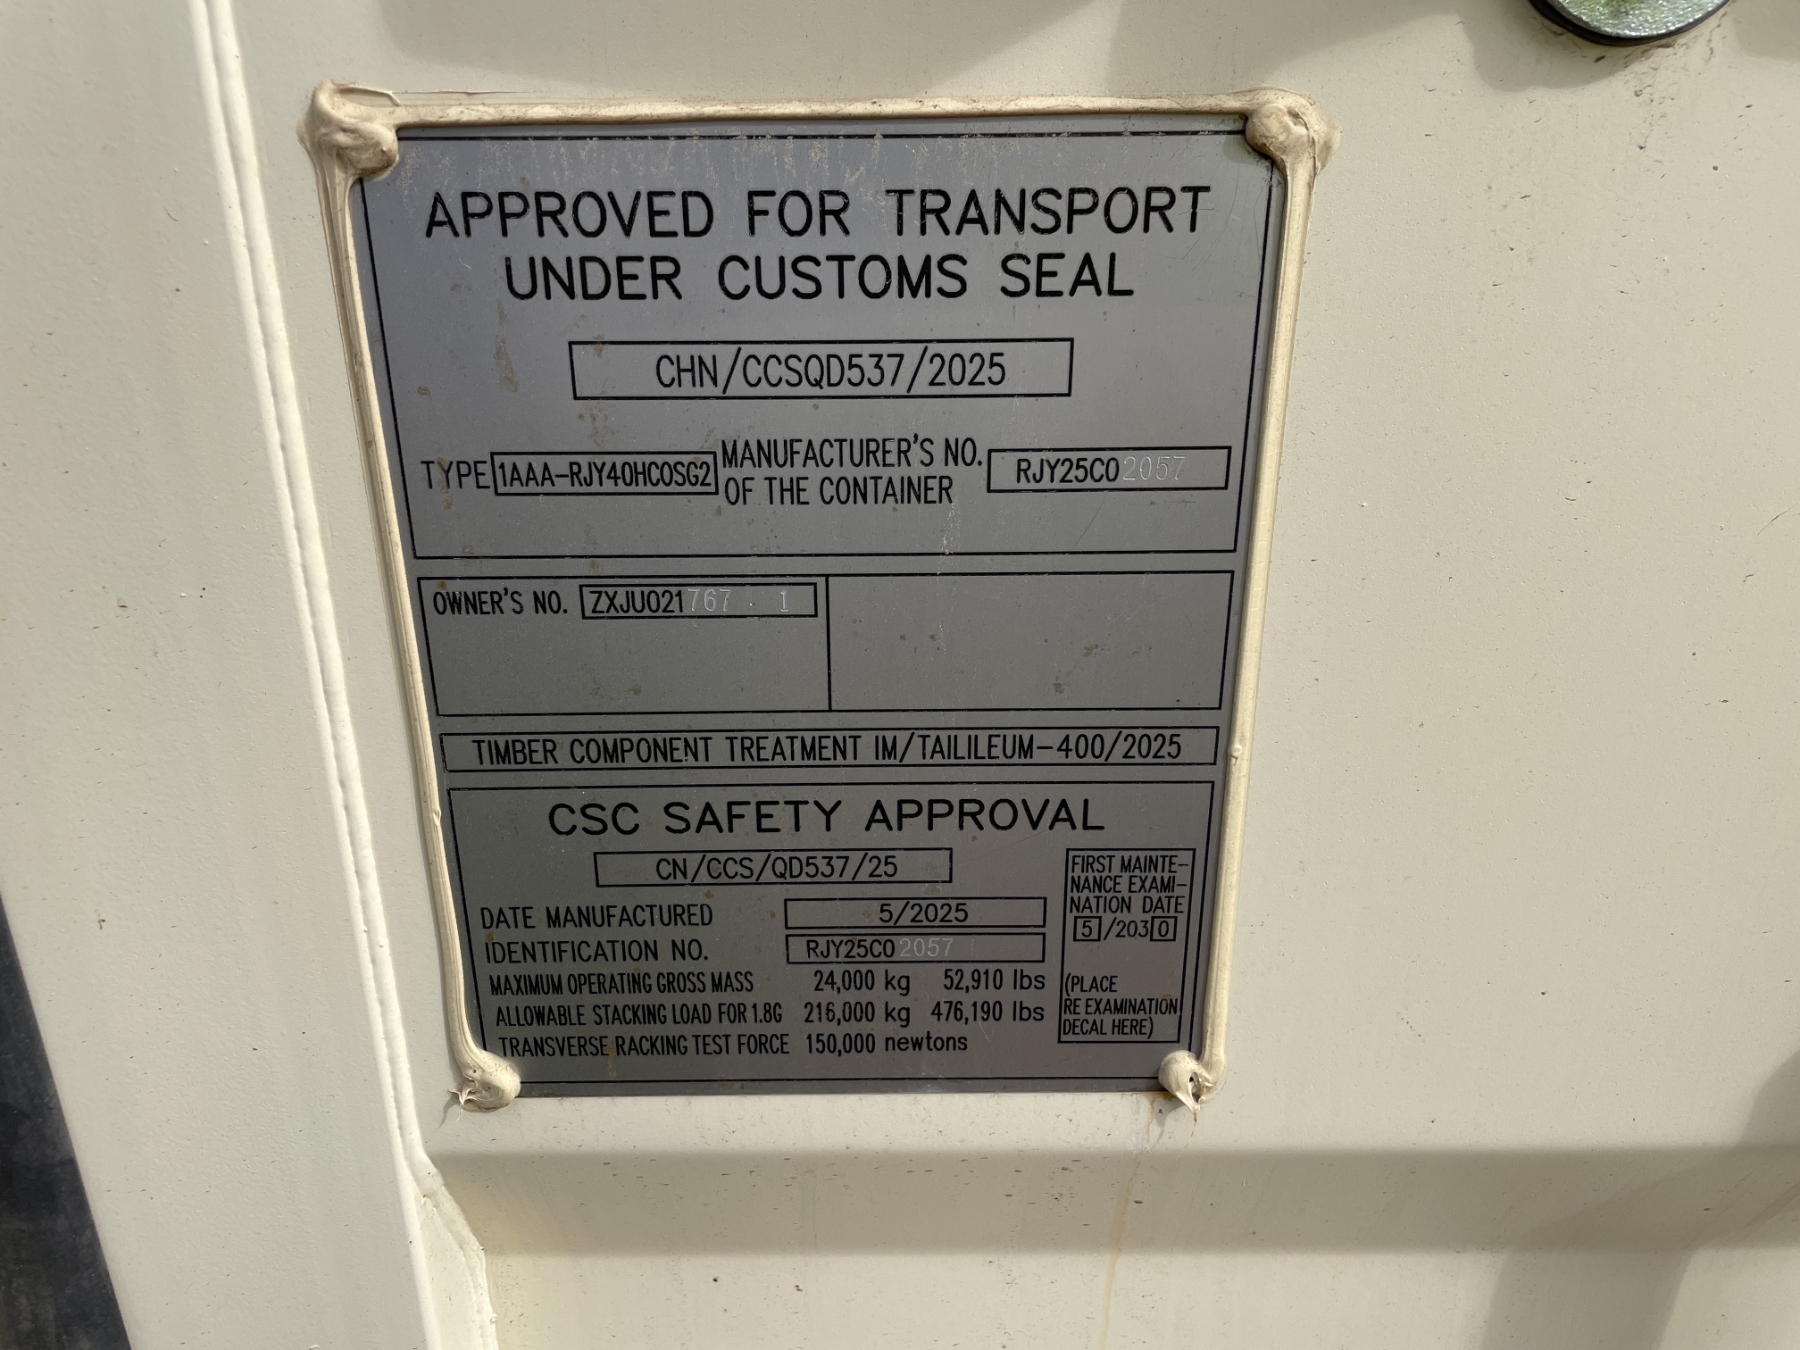 APPROVED FOR TRANSPORT
UNDER CUSTOMS SEAL
CHN/CCSQD537/2025
TYPE 1AAA-RJY40HCOSG2 MANUFACTURER'S NO. OF THE CONTAINER RJY25C02057
OWNER'S NO. ZXJU021767 1
TIMBER COMPONENT TREATMENT IM/TAILILEUM-400/2025
CSC SAFETY APPROVAL
CN/CCS/QD537/25
DATE MANUFACTURED 5/2025
IDENTIFICATION NO. RJY25C02057
MAXIMUM OPERATING GROSS MASS 24,000 kg 52,910 lbs
ALLOWABLE STACKING LOAD FOR 1.8G 216,000 kg 476,190 lbs
TRANSVERSE RACKING TEST FORCE 150,000 newtons
FIRST MAINTE-
NANCE EXAMI-
NATION DATE
5/2030
(PLACE
RE EXAMINATION
DECAL HERE)